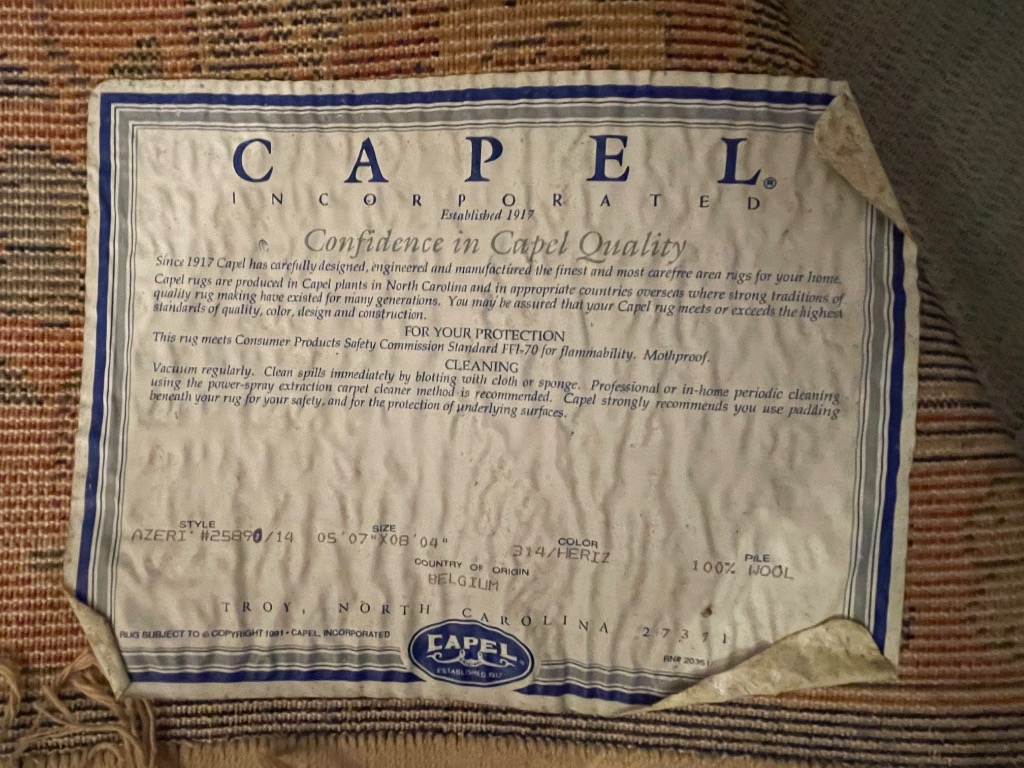 CAPEL®
INCORPORATED
Established 1917
Confidence in Capel Quality
Since 1917 Capel has carefully designed, engineered and manufactured the finest and most carefree area rugs for your home.
Capel rugs are produced in Capel plants in North Carolina and in appropriate countries overseas where strong traditions of
quality rug making have existed for many generations. You may be assured that your Capel rug meets or exceeds the highest
standards of quality, color, design and construction.
FOR YOUR PROTECTION
This rug meets Consumer Products Safety Commission Standard FFI-70 for flammability. Mothproof.
CLEANING
Vacuum regularly. Clean spills immediately by blotting with cloth or sponge. Professional or in-home periodic cleaning
using the power-spray extraction carpet cleaner method is recommended. Capel strongly recommends you use padding
beneath your rug for your safety, and for the protection of underlying surfaces.
STYLE SIZE COLOR PILE
AZERI #25890/14 05'07"X08'04" 314/HERIZ 100% WOOL
COUNTRY OF ORIGIN
BELGIUM
TROY, NORTH CAROLINA 27371
RUG SUBJECT TO © COPYRIGHT 1991 • CAPEL, INCORPORATED
RN# 20361
CAPEL®
ESTABLISHED 1917